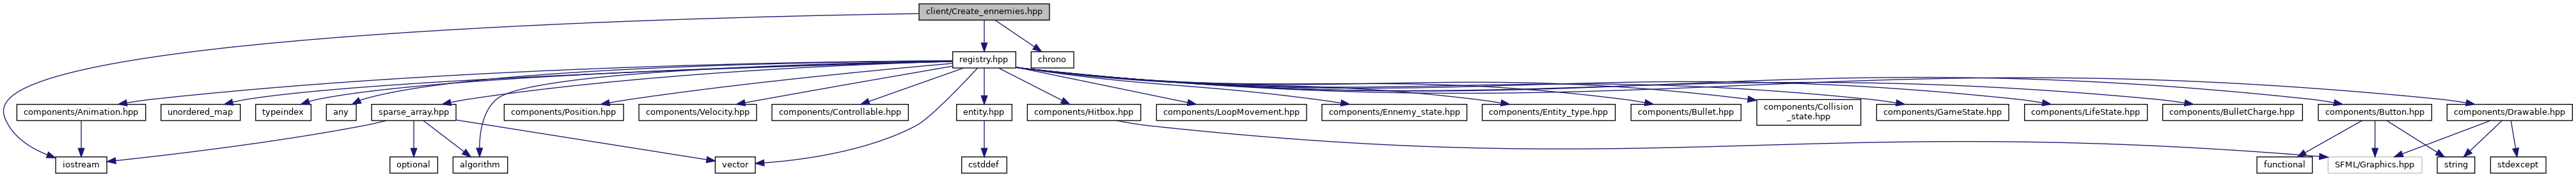 client/Create_ennemies.hpp
registry.hpp
chrono
components/Animation.hpp
unordered_map
typeindex
any
sparse_array.hpp
components/Position.hpp
components/Velocity.hpp
components/Controllable.hpp
entity.hpp
components/Hitbox.hpp
components/LoopMovement.hpp
components/Ennemy_state.hpp
components/Entity_type.hpp
components/Bullet.hpp
components/Collision
_state.hpp
components/GameState.hpp
components/LifeState.hpp
components/BulletCharge.hpp
components/Button.hpp
components/Drawable.hpp
iostream
optional
algorithm
vector
cstddef
functional
SFML/Graphics.hpp
string
stdexcept